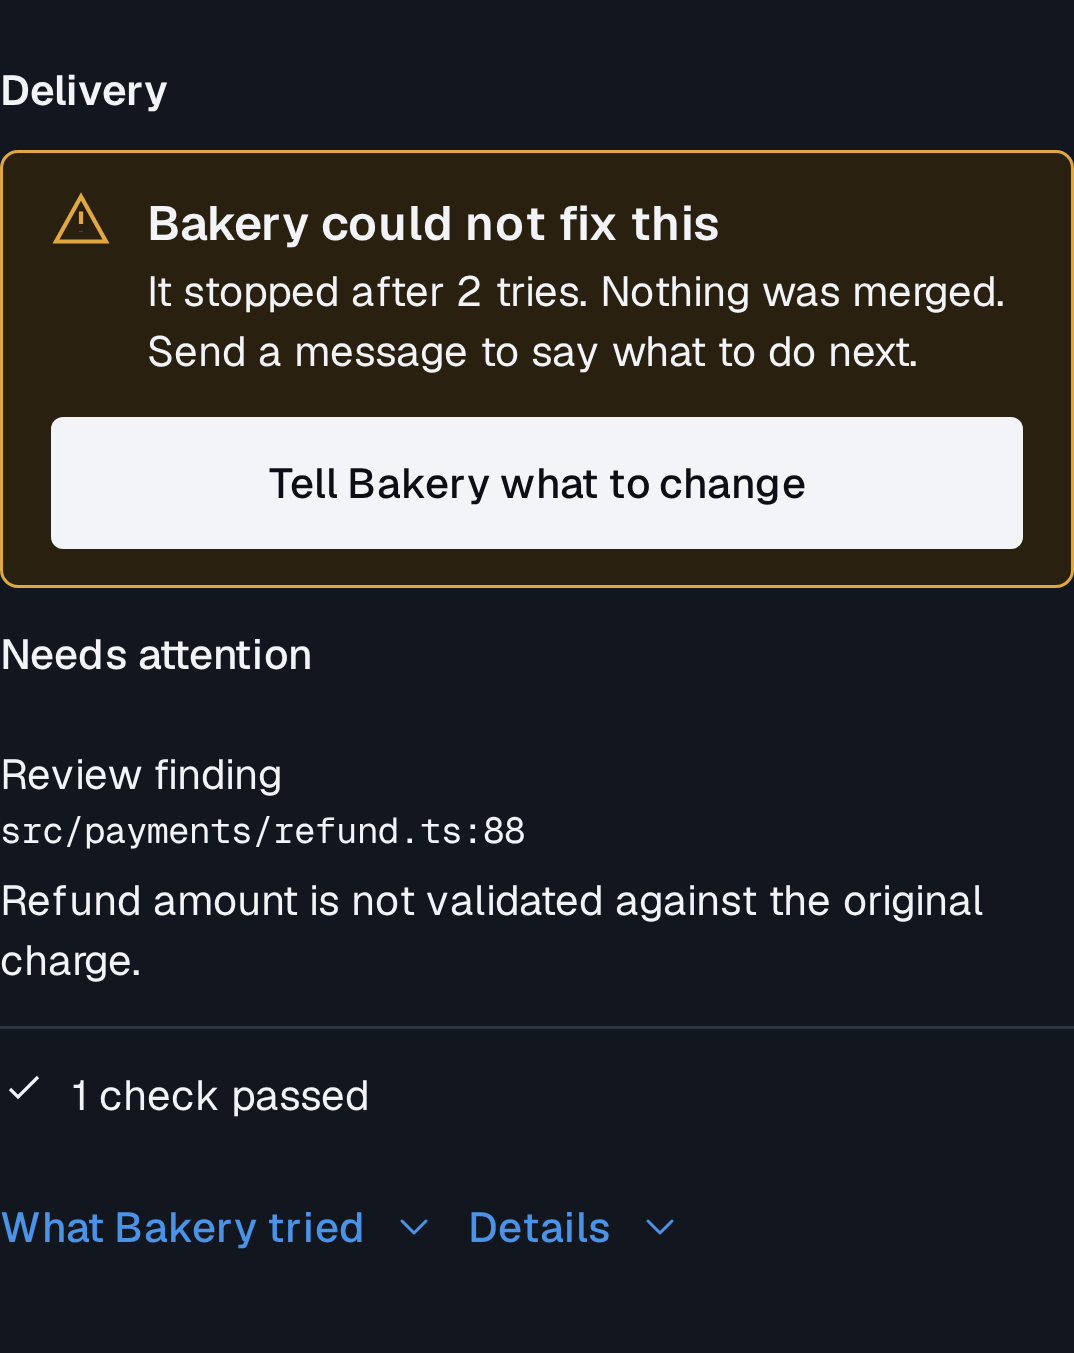 Delivery
Bakery could not fix this
It stopped after 2 tries. Nothing was merged.
Send a message to say what to do next.
Tell Bakery what to change
Needs attention
Review finding
src/payments/refund.ts:88
Refund amount is not validated against the original
charge.
1 check passed
What Bakery tried
Details